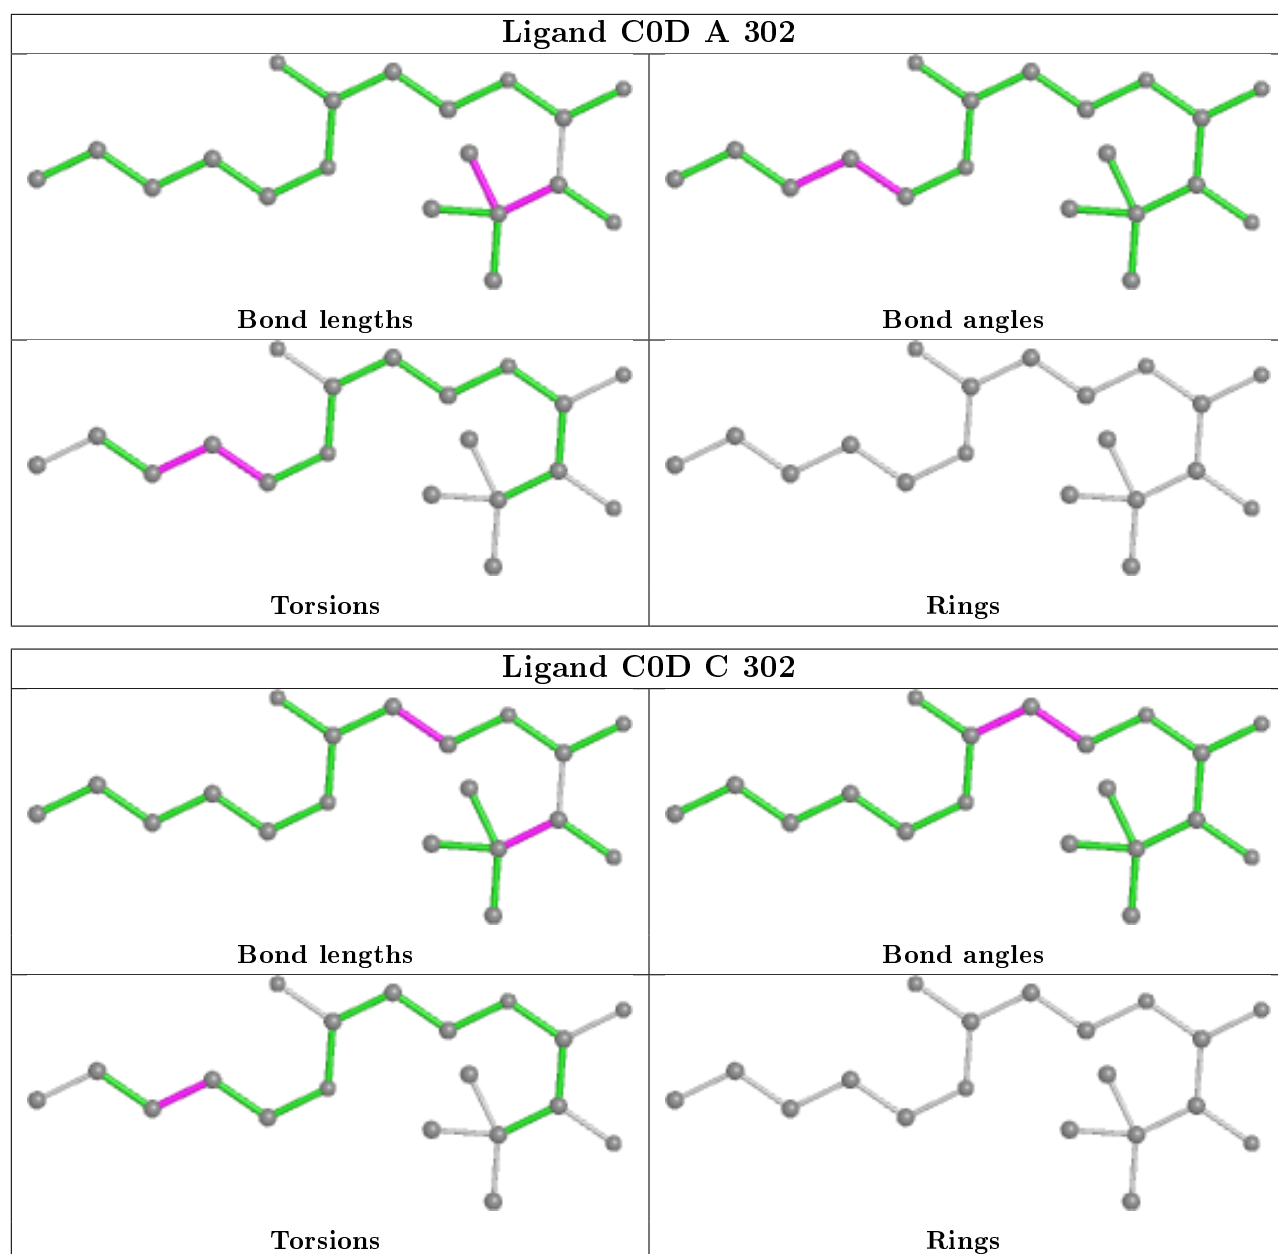 Ligand C0D A 302
Bond lengths
Bond angles
Torsions
Rings
Ligand C0D C 302
Bond lengths
Bond angles
Torsions
Rings